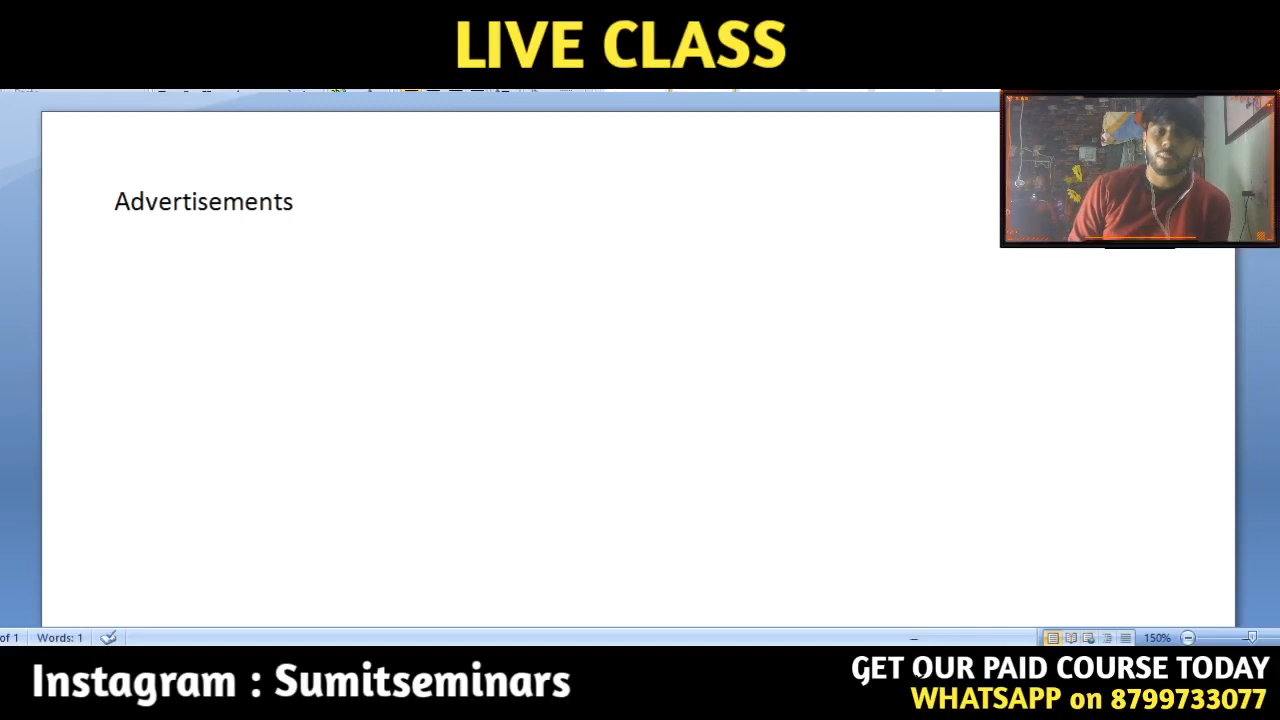 LIVE CLASS
Advertisements
of 1 Words: 1 150%
Instagram : Sumitseminars
GET OUR PAID COURSE TODAY
WHATSAPP on 8799733077